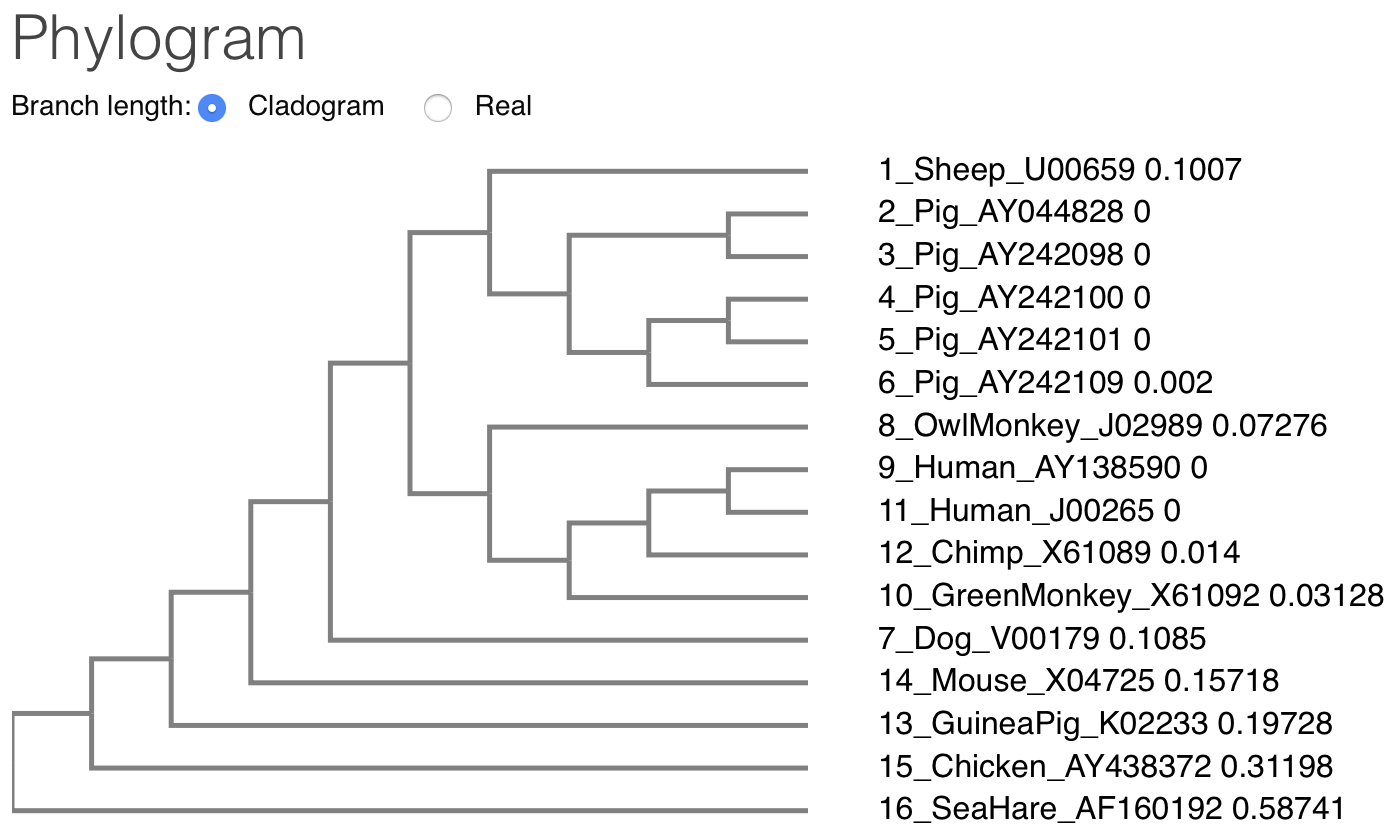 Phylogram
Branch length: Cladogram Real
1_Sheep_U00659 0.1007
2_Pig_AY044828 0
3_Pig_AY242098 0
4_Pig_AY242100 0
5_Pig_AY242101 0
6_Pig_AY242109 0.002
8_OwlMonkey_J02989 0.07276
9_Human_AY138590 0
11_Human_J00265 0
12_Chimp_X61089 0.014
10_GreenMonkey_X61092 0.03128
7_Dog_V00179 0.1085
14_Mouse_X04725 0.15718
13_GuineaPig_K02233 0.19728
15_Chicken_AY438372 0.31198
16_SeaHare_AF160192 0.58741